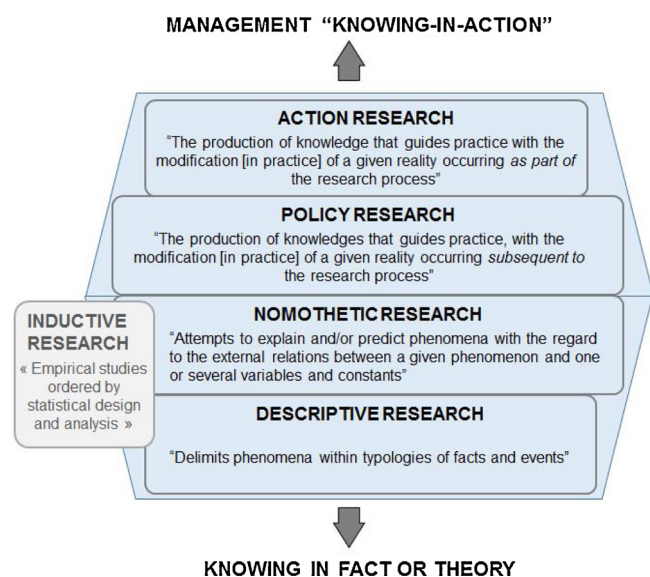 MANAGEMENT “KNOWING-IN-ACTION”
ACTION RESEARCH
“The production of knowledge that guides practice with the
modification [in practice] of a given reality occurring as part of
the research process”
POLICY RESEARCH
“The production of knowledges that guides practice, with the
modification [in practice] of a given reality occurring subsequent to
the research process”
NOMOTHETIC RESEARCH
“Attempts to explain and/or predict phenomena with the regard
to the external relations between a given phenomenon and one
or several variables and constants”
INDUCTIVE
RESEARCH
« Empirical studies
ordered by
statistical design
and analysis »
DESCRIPTIVE RESEARCH
“Delimits phenomena within typologies of facts and events”
KNOWING IN FACT OR THEORY